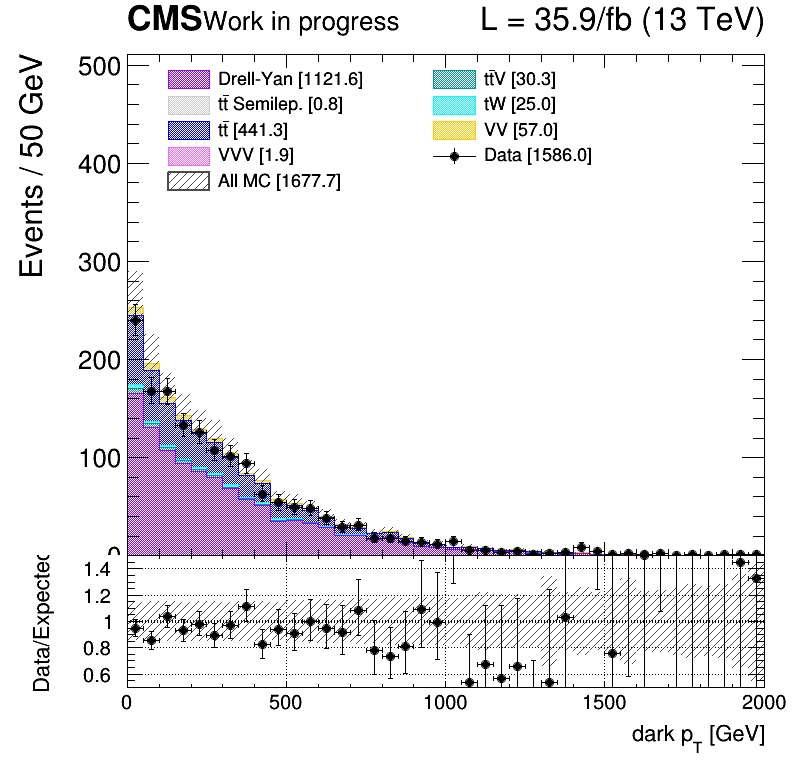 CMS Work in progress L = 35.9/fb (13 TeV)
Events / 50 GeV
500
400
300
200
100
0
Drell-Yan [1121.6]
tt̄ Semilep. [0.8]
tt̄ [441.3]
VVV [1.9]
All MC [1677.7]
tt̄V [30.3]
tW [25.0]
VV [57.0]
Data [1586.0]
Data/Expected
1.4
1.2
1
0.8
0.6
0 500 1000 1500 2000
dark p_T [GeV]